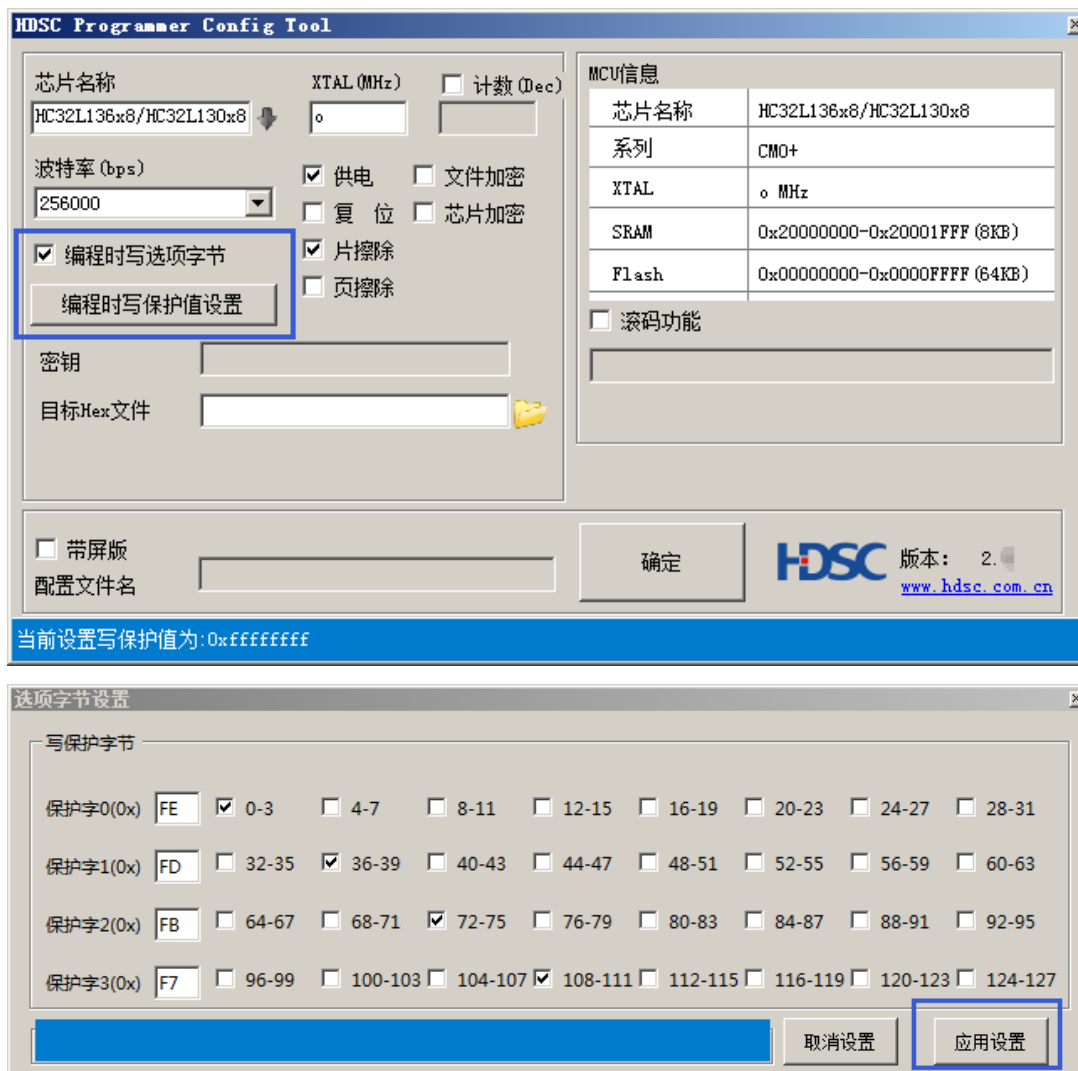 HDSC Programmer Config Tool
芯片名称 XTAL(MHz) 计数(Dec)
HC32L136x8/HC32L130x8 o
波特率(bps)
256000
供电 文件加密
复 位 芯片加密
编程时写选项字节 片擦除
编程时写保护值设置 页擦除
密钥
目标Hex文件
MCU信息
芯片名称 HC32L136x8/HC32L130x8
系列 CM0+
XTAL o MHz
SRAM 0x20000000-0x20001FFF (8KB)
Flash 0x00000000-0x0000FFFF (64KB)
滚码功能
带屏版
配置文件名
确定
HDSC 版本: 2.
www.hdsc.com.cn
当前设置写保护值为:0xffffffff
选项字节设置
写保护字节
保护字0(0x) FE 0-3 4-7 8-11 12-15 16-19 20-23 24-27 28-31
保护字1(0x) FD 32-35 36-39 40-43 44-47 48-51 52-55 56-59 60-63
保护字2(0x) FB 64-67 68-71 72-75 76-79 80-83 84-87 88-91 92-95
保护字3(0x) F7 96-99 100-103 104-107 108-111 112-115 116-119 120-123 124-127
取消设置 应用设置